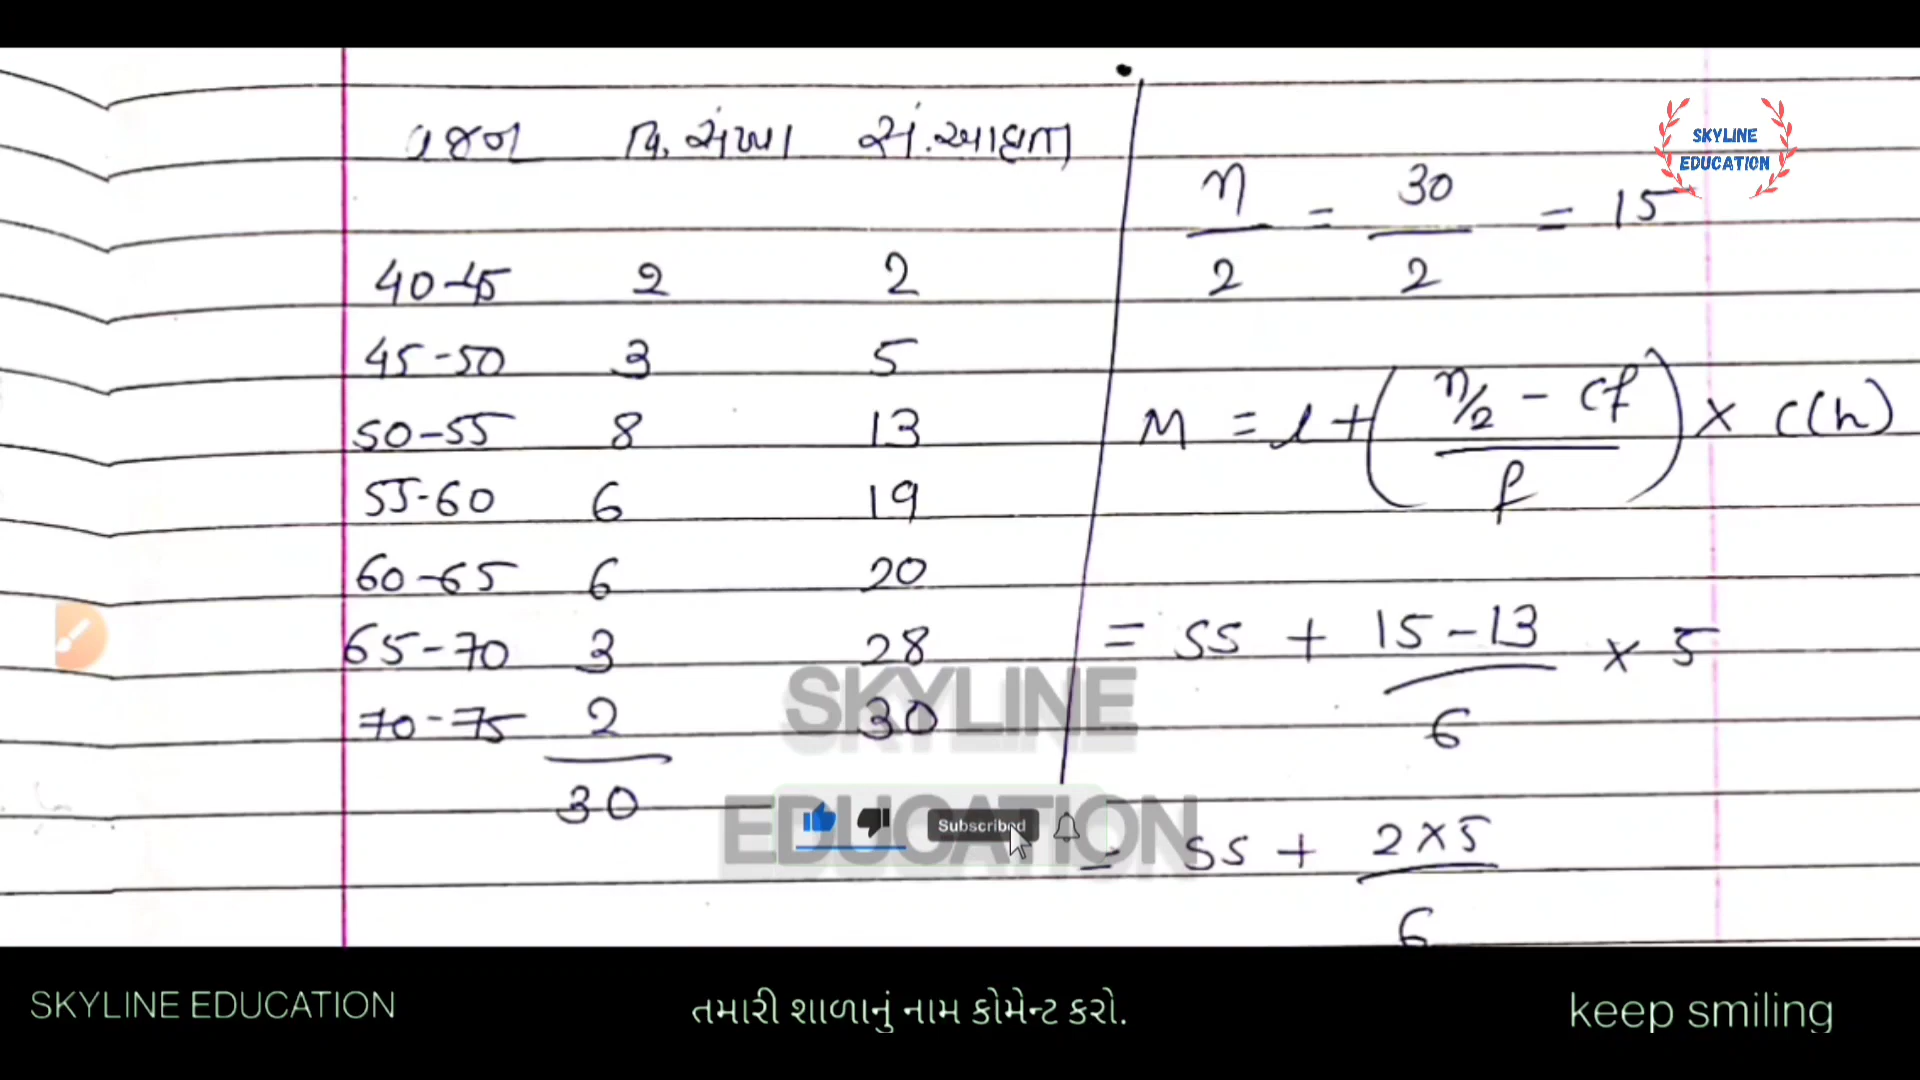 વજન વિ.સંખ્યા સં.આવૃત્તિ
40-45 2 2
45-50 3 5
50-55 8 13
55-60 6 19
60-65 6 20
65-70 3 28
70-75 2 30
30
n/2 = 30/2 = 15
M = l + (n/2 - cf / f) × c(h)
= 55 + 15-13 / 6 × 5
= 55 + 2×5 / 6
SKYLINE
EDUCATION
SKYLINE
EDUCATION
Subscribed
SKYLINE EDUCATION
તમારી શાળાનું નામ કોમેન્ટ કરો.
keep smiling